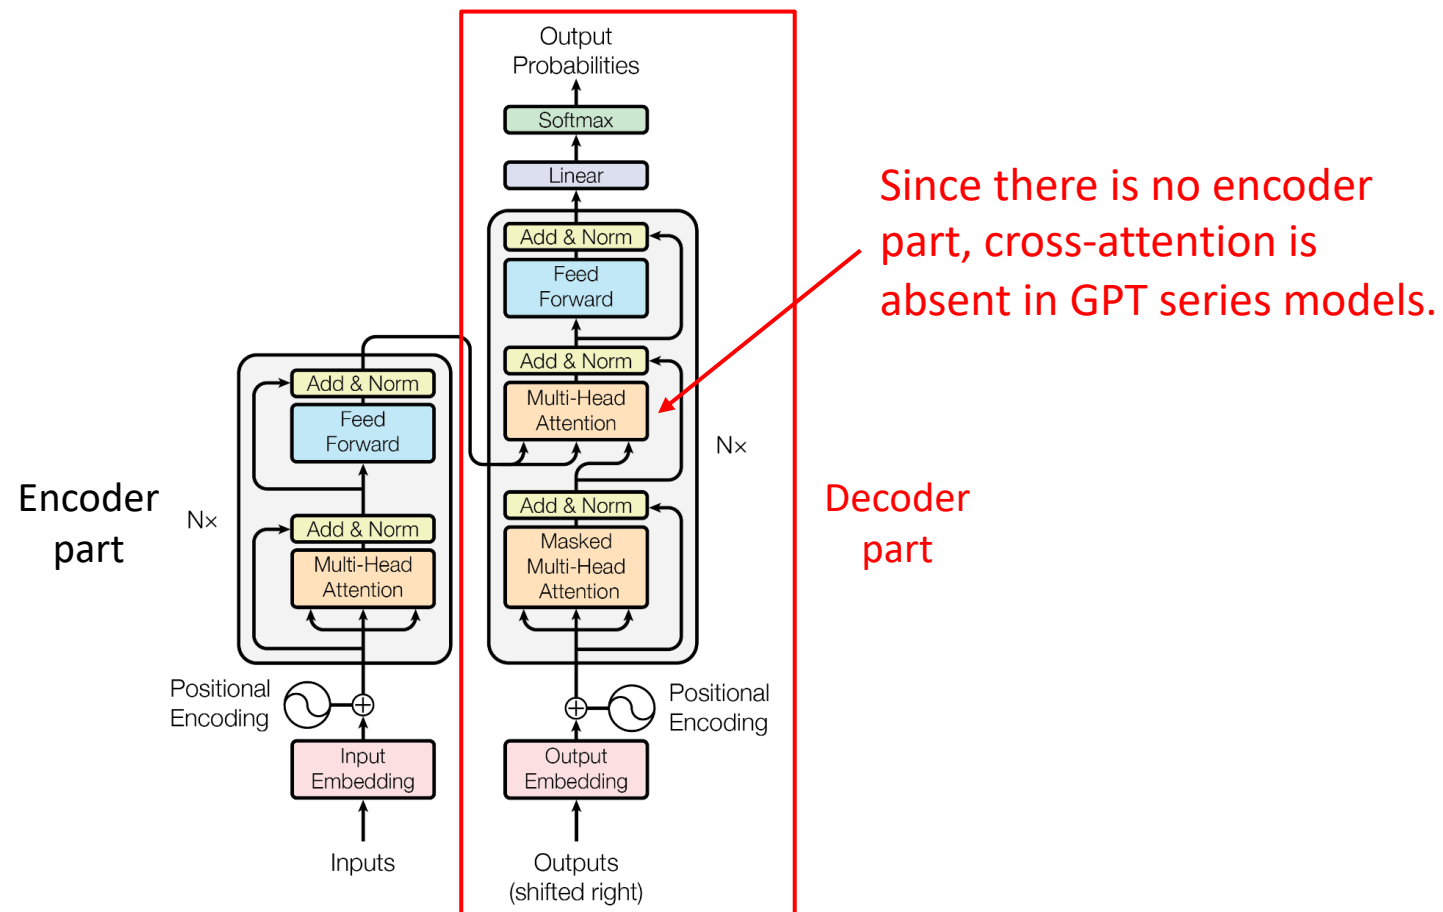 Output
Probabilities
Softmax
Linear
Add & Norm
Feed
Forward
Add & Norm
Multi-Head
Attention
Nx
Add & Norm
Masked
Multi-Head
Attention
Positional
Encoding
Output
Embedding
Outputs
(shifted right)
Since there is no encoder
part, cross-attention is
absent in GPT series models.
Decoder
part
Encoder
part
Nx
Add & Norm
Feed
Forward
Add & Norm
Multi-Head
Attention
Positional
Encoding
Input
Embedding
Inputs